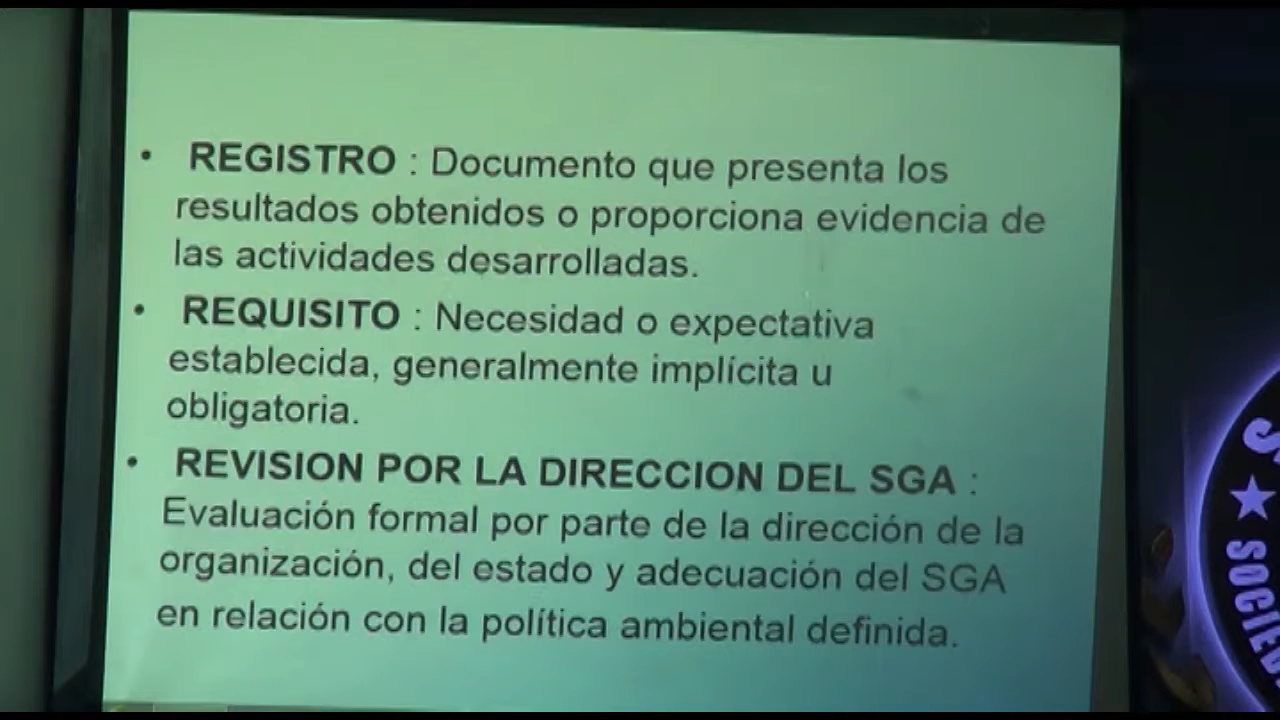 • REGISTRO : Documento que presenta los
resultados obtenidos o proporciona evidencia de
las actividades desarrolladas.
• REQUISITO : Necesidad o expectativa
establecida, generalmente implícita u
obligatoria.
• REVISION POR LA DIRECCION DEL SGA :
Evaluación formal por parte de la dirección de la
organización, del estado y adecuación del SGA
en relación con la política ambiental definida.